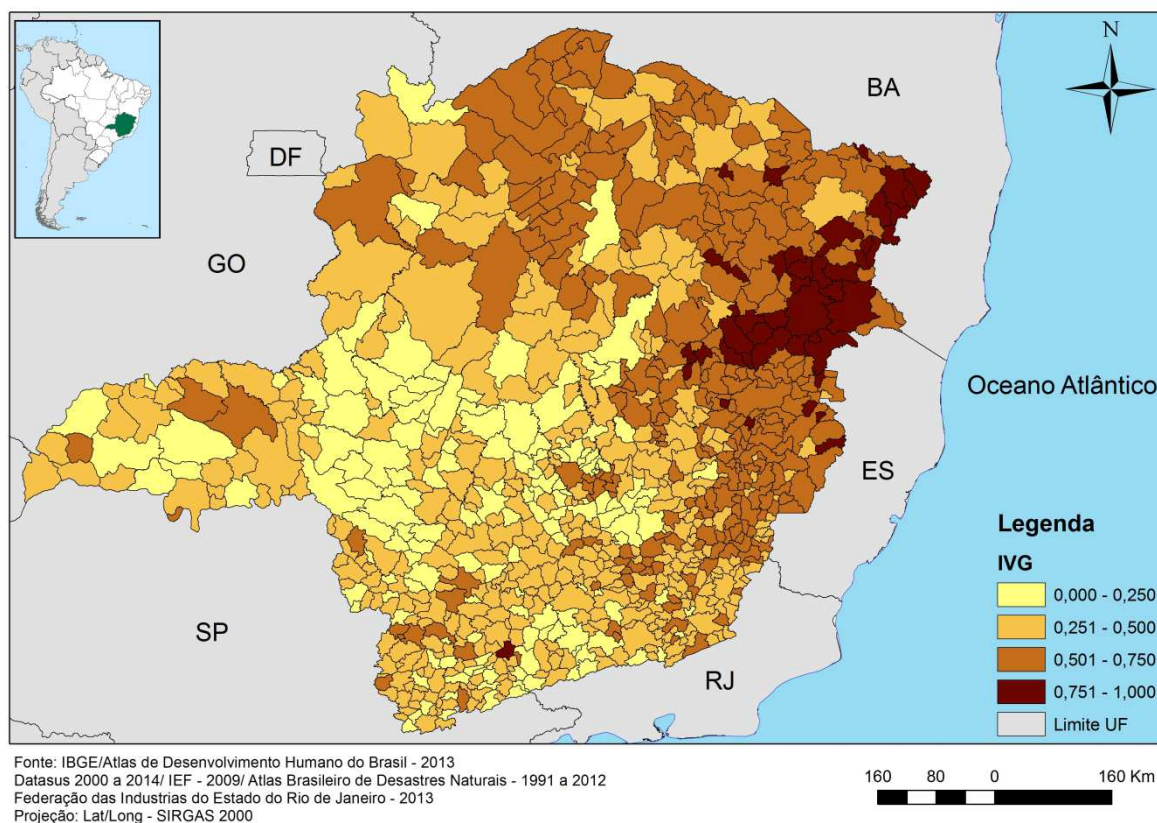 N
BA
DF
GO
Oceano Atlântico
ES
SP
RJ
Legenda
IVG
0,000 - 0,250
0,251 - 0,500
0,501 - 0,750
0,751 - 1,000
Limite UF
Fonte: IBGE/Atlas de Desenvolvimento Humano do Brasil - 2013
Datasus 2000 a 2014/ IEF - 2009/ Atlas Brasileiro de Desastres Naturais - 1991 a 2012
Federação das Industrias do Estado do Rio de Janeiro - 2013
Projeção: Lat/Long - SIRGAS 2000
160 80 0 160 Km